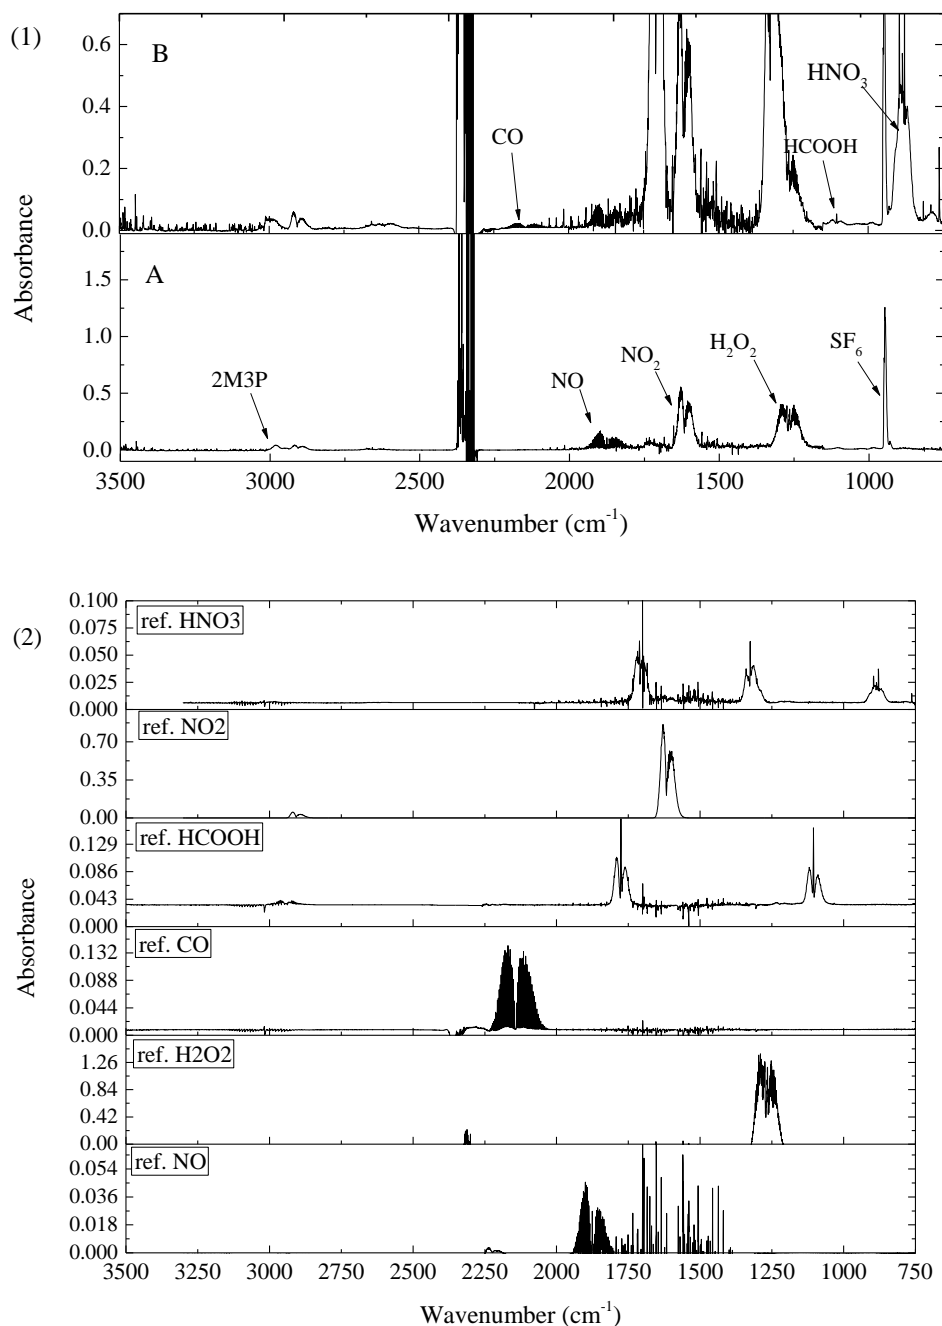 (1)
B
0.6
0.4
0.2
0.0
CO
HCOOH
HNO3
Absorbance
A
1.5
1.0
0.5
0.0
2M3P
NO
NO2
H2O2
SF6
3500 3000 2500 2000 1500 1000
Wavenumber (cm-1)
(2)
0.100
0.075
0.050
0.025
0.000
ref. HNO3
0.70
0.35
0.00
ref. NO2
0.129
0.086
0.043
0.000
ref. HCOOH
Absorbance
0.132
0.088
0.044
0.000
ref. CO
1.26
0.84
0.42
0.00
ref. H2O2
0.054
0.036
0.018
0.000
ref. NO
3500 3250 3000 2750 2500 2250 2000 1750 1500 1250 1000 750
Wavenumber (cm-1)